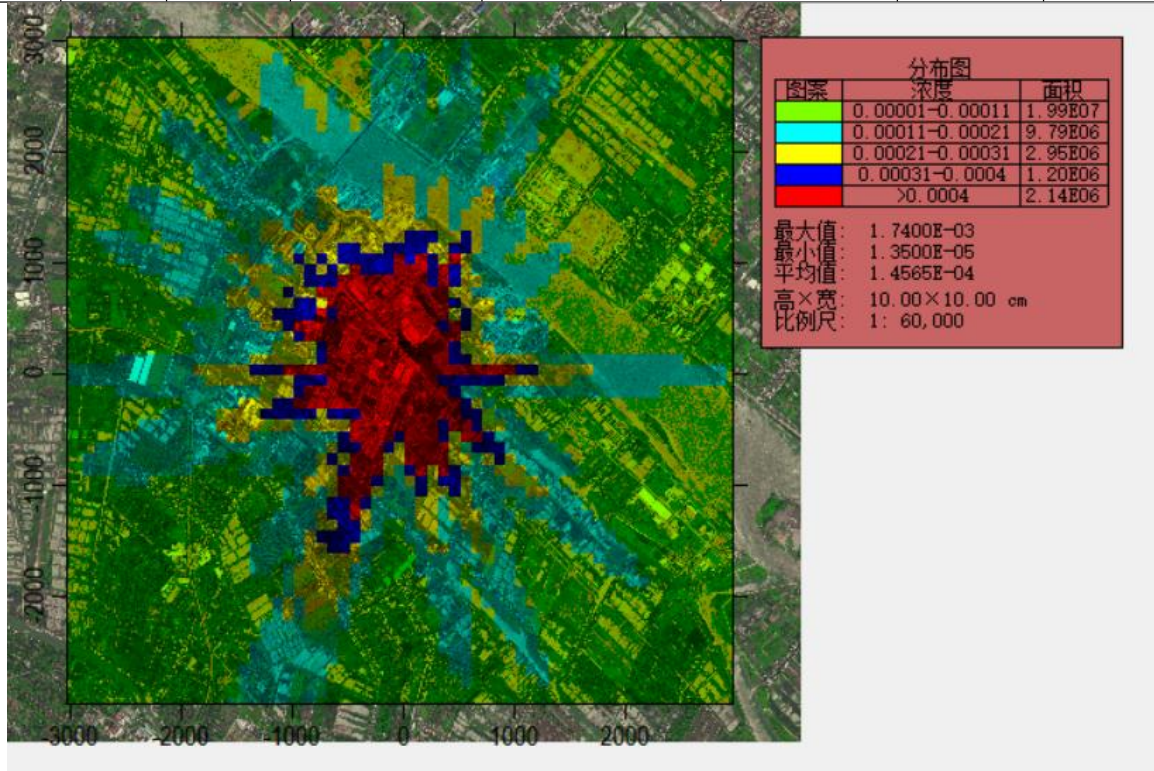 分布图
图案 浓度 面积
0.00001-0.00011 1.99E07
0.00011-0.00021 9.79E06
0.00021-0.00031 2.95E06
0.00031-0.0004 1.20E06
>0.0004 2.14E06
最大值: 1.7400E-03
最小值: 1.3500E-05
平均值: 1.4565E-04
高×宽: 10.00×10.00 cm
比例尺: 1: 60,000
3000
2000
1000
0
-1000
-2000
-3000 -2000 -1000 0 1000 2000